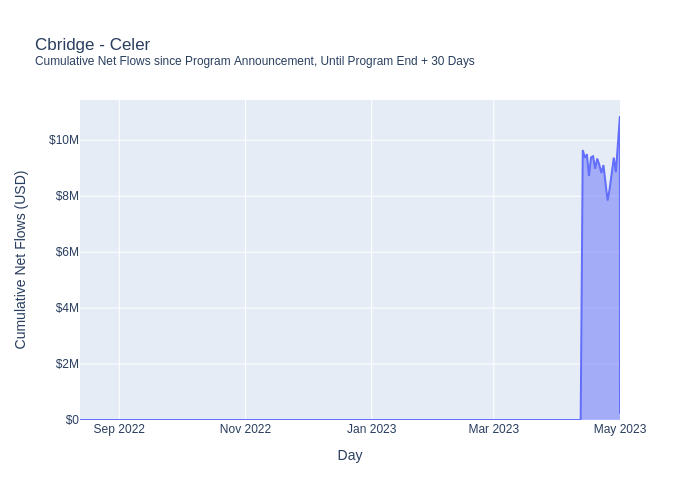 Cbridge - Celer
Cumulative Net Flows since Program Announcement, Until Program End + 30 Days
Cumulative Net Flows (USD)
$10M
$8M
$6M
$4M
$2M
$0
Sep 2022
Nov 2022
Jan 2023
Mar 2023
May 2023
Day